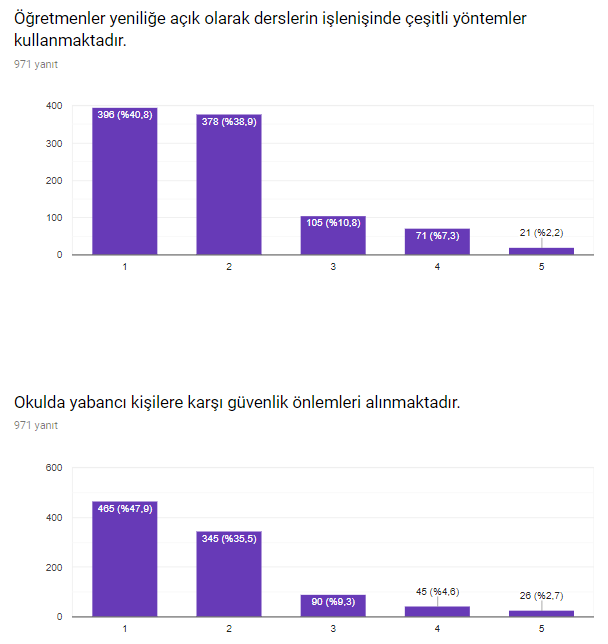 Öğretmenler yeniliğe açık olarak derslerin işlenişinde çeşitli yöntemler
kullanmaktadır.
971 yanıt
400
300
200
100
0
396 (%40,8)
378 (%38,9)
105 (%10,8)
71 (%7,3)
21 (%2,2)
1 2 3 4 5
Okulda yabancı kişilere karşı güvenlik önlemleri alınmaktadır.
971 yanıt
600
400
200
0
465 (%47,9)
345 (%35,5)
90 (%9,3)
45 (%4,6)
26 (%2,7)
1 2 3 4 5